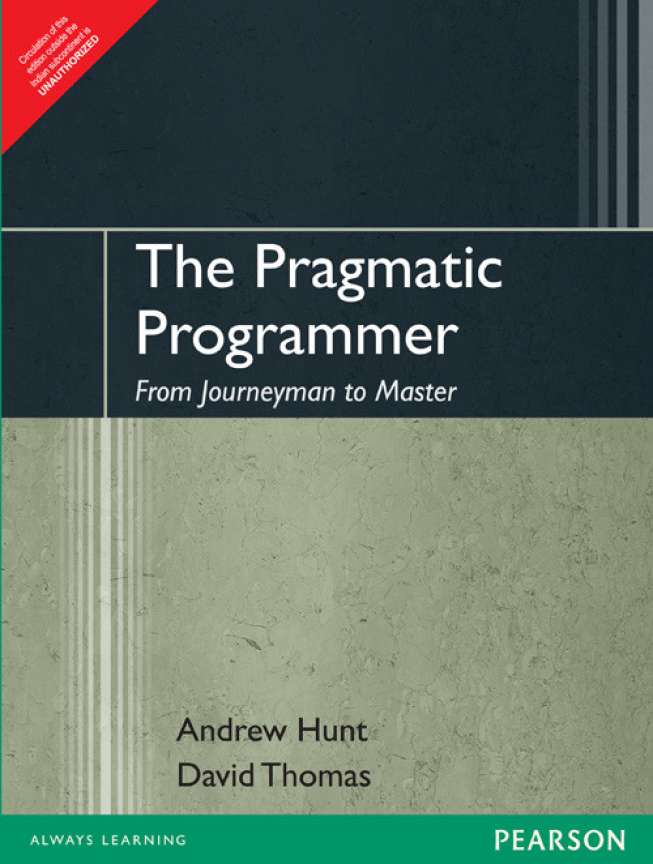 Circulation of this
edition outside the
Indian subcontinent is
UNAUTHORIZED
The Pragmatic
Programmer
From Journeyman to Master
Andrew Hunt
David Thomas
ALWAYS LEARNING
PEARSON